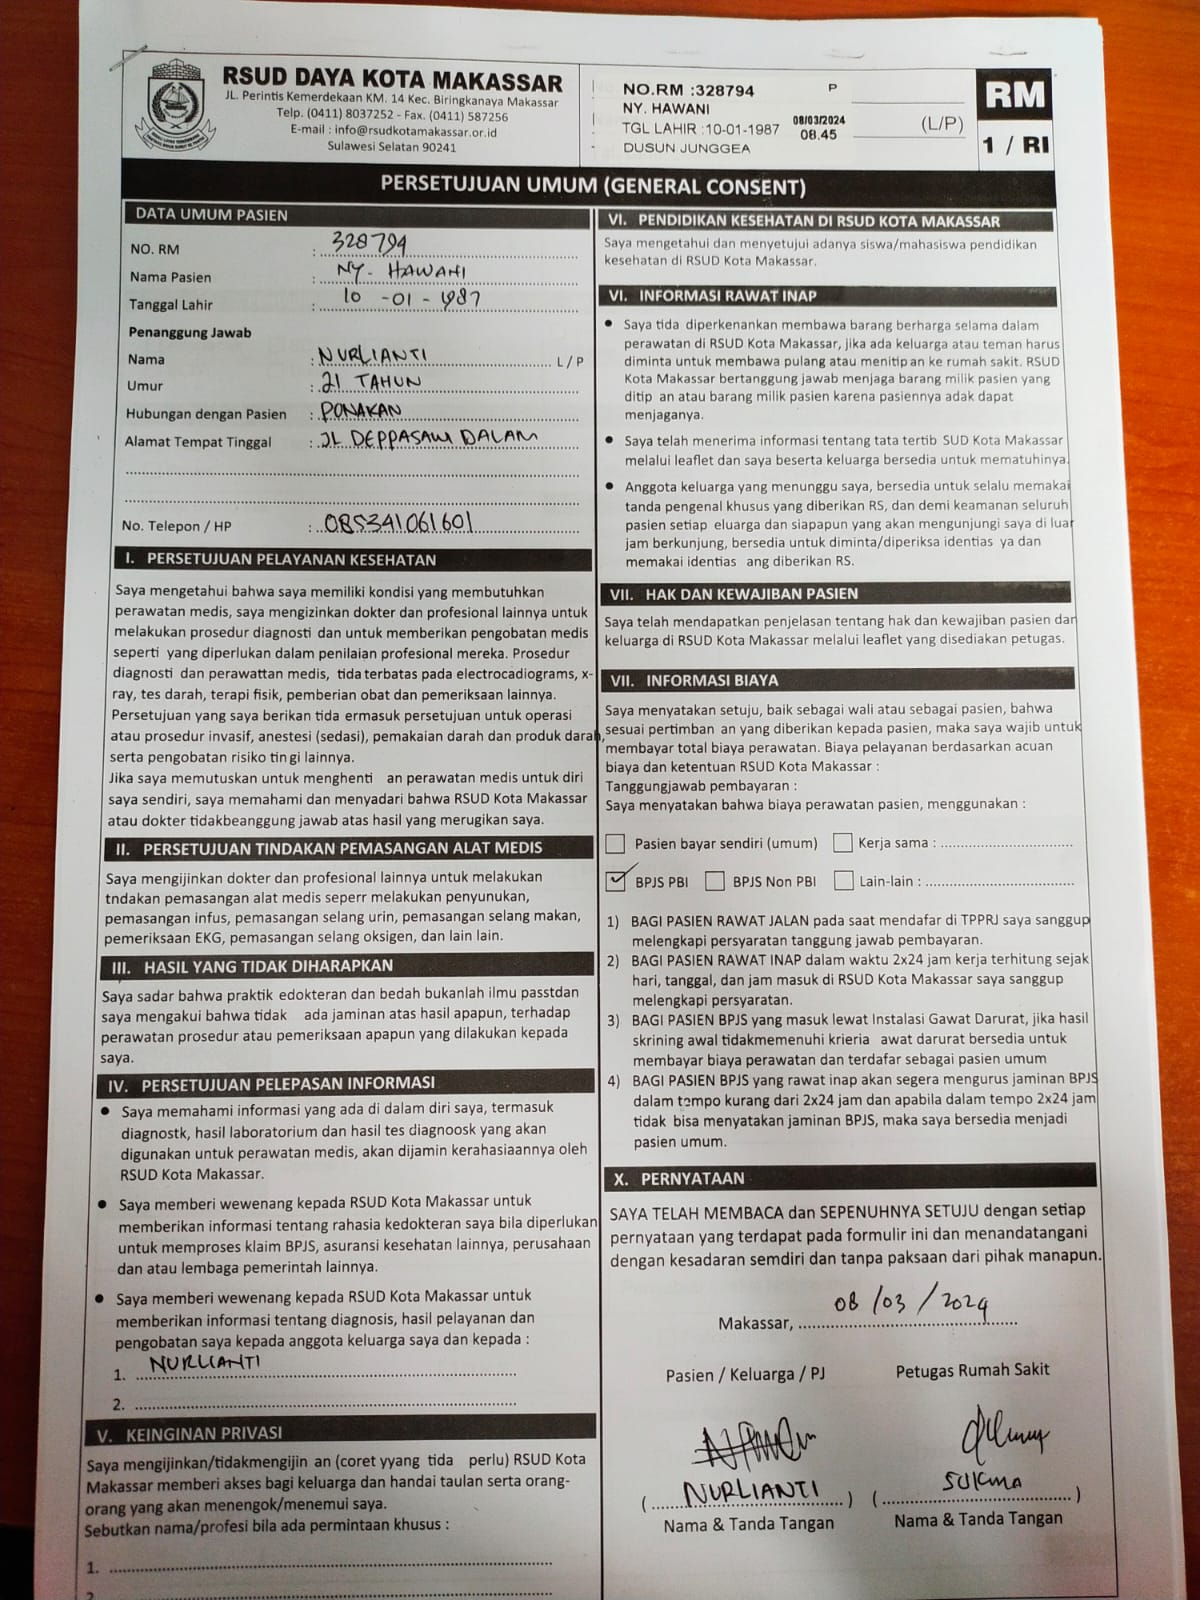 RSUD DAYA KOTA MAKASSAR
JL. Perintis Kemerdekaan KM. 14 Kec. Biringkanaya Makassar
Telp. (0411) 8037252 - Fax. (0411) 587256
E-mail : info@rsudkotamakassar.or.id
Sulawesi Selatan 90241
NO.RM :328794 P
NY. HAWANI
TGL LAHIR :10-01-1987
DUSUN JUNGGEA
08/03/2024
08.45
(L/P)
RM
1 / RI
PERSETUJUAN UMUM (GENERAL CONSENT)
DATA UMUM PASIEN
NO. RM : 328794
Nama Pasien : NY. HAWANI
Tanggal Lahir : 10 -01 - 1987
Penanggung Jawab
Nama : NURLIANTI L / P
Umur : 21 TAHUN
Hubungan dengan Pasien : PONAKAN
Alamat Tempat Tinggal : JL DEPPASAWI DALAM
No. Telepon / HP : 085341061601
I. PERSETUJUAN PELAYANAN KESEHATAN
Saya mengetahui bahwa saya memiliki kondisi yang membutuhkan
perawatan medis, saya mengizinkan dokter dan profesional lainnya untuk
melakukan prosedur diagnosti dan untuk memberikan pengobatan medis
seperti yang diperlukan dalam penilaian profesional mereka. Prosedur
diagnosti dan perawattan medis, tida terbatas pada electrocadiograms, x-
ray, tes darah, terapi fisik, pemberian obat dan pemeriksaan lainnya.
Persetujuan yang saya berikan tida ermasuk persetujuan untuk operasi
atau prosedur invasif, anestesi (sedasi), pemakaian darah dan produk darah,
serta pengobatan risiko tin gi lainnya.
Jika saya memutuskan untuk menghenti an perawatan medis untuk diri
saya sendiri, saya memahami dan menyadari bahwa RSUD Kota Makassar
atau dokter tidakbeanggung jawab atas hasil yang merugikan saya.
II. PERSETUJUAN TINDAKAN PEMASANGAN ALAT MEDIS
Saya mengijinkan dokter dan profesional lainnya untuk melakukan
tndakan pemasangan alat medis seperr melakukan penyunukan,
pemasangan infus, pemasangan selang urin, pemasangan selang makan,
pemeriksaan EKG, pemasangan selang oksigen, dan lain lain.
III. HASIL YANG TIDAK DIHARAPKAN
Saya sadar bahwa praktik edokteran dan bedah bukanlah ilmu passtdan
saya mengakui bahwa tidak ada jaminan atas hasil apapun, terhadap
perawatan prosedur atau pemeriksaan apapun yang dilakukan kepada
saya.
IV. PERSETUJUAN PELEPASAN INFORMASI
• Saya memahami informasi yang ada di dalam diri saya, termasuk
diagnostk, hasil laboratorium dan hasil tes diagnoosk yang akan
digunakan untuk perawatan medis, akan dijamin kerahasiaannya oleh
RSUD Kota Makassar.
• Saya memberi wewenang kepada RSUD Kota Makassar untuk
memberikan informasi tentang rahasia kedokteran saya bila diperlukan
untuk memproses klaim BPJS, asuransi kesehatan lainnya, perusahaan
dan atau lembaga pemerintah lainnya.
• Saya memberi wewenang kepada RSUD Kota Makassar untuk
memberikan informasi tentang diagnosis, hasil pelayanan dan
pengobatan saya kepada anggota keluarga saya dan kepada :
1. NURLIANTI
2.
V. KEINGINAN PRIVASI
Saya mengijinkan/tidakmengijin an (coret yyang tida perlu) RSUD Kota
Makassar memberi akses bagi keluarga dan handai taulan serta orang-
orang yang akan menengok/menemui saya.
Sebutkan nama/profesi bila ada permintaan khusus :
1.
2.
VI. PENDIDIKAN KESEHATAN DI RSUD KOTA MAKASSAR
Saya mengetahui dan menyetujui adanya siswa/mahasiswa pendidikan
kesehatan di RSUD Kota Makassar.
VI. INFORMASI RAWAT INAP
• Saya tida diperkenankan membawa barang berharga selama dalam
perawatan di RSUD Kota Makassar, jika ada keluarga atau teman harus
diminta untuk membawa pulang atau menitip an ke rumah sakit. RSUD
Kota Makassar bertanggung jawab menjaga barang milik pasien yang
ditip an atau barang milik pasien karena pasiennya adak dapat
menjaganya.
• Saya telah menerima informasi tentang tata tertib SUD Kota Makassar
melalui leaflet dan saya beserta keluarga bersedia untuk mematuhinya.
• Anggota keluarga yang menunggu saya, bersedia untuk selalu memakai
tanda pengenal khusus yang diberikan RS, dan demi keamanan seluruh
pasien setiap eluarga dan siapapun yang akan mengunjungi saya di luar
jam berkunjung, bersedia untuk diminta/diperiksa identias ya dan
memakai identias ang diberikan RS.
VII. HAK DAN KEWAJIBAN PASIEN
Saya telah mendapatkan penjelasan tentang hak dan kewajiban pasien dan
keluarga di RSUD Kota Makassar melalui leaflet yang disediakan petugas.
VII. INFORMASI BIAYA
Saya menyatakan setuju, baik sebagai wali atau sebagai pasien, bahwa
sesuai pertimban an yang diberikan kepada pasien, maka saya wajib untuk
membayar total biaya perawatan. Biaya pelayanan berdasarkan acuan
biaya dan ketentuan RSUD Kota Makassar :
Tanggungjawab pembayaran :
Saya menyatakan bahwa biaya perawatan pasien, menggunakan :
Pasien bayar sendiri (umum) Kerja sama :
✓ BPJS PBI BPJS Non PBI Lain-lain :
1) BAGI PASIEN RAWAT JALAN pada saat mendafar di TPPRJ saya sanggup
melengkapi persyaratan tanggung jawab pembayaran.
2) BAGI PASIEN RAWAT INAP dalam waktu 2x24 jam kerja terhitung sejak
hari, tanggal, dan jam masuk di RSUD Kota Makassar saya sanggup
melengkapi persyaratan.
3) BAGI PASIEN BPJS yang masuk lewat Instalasi Gawat Darurat, jika hasil
skrining awal tidakmemenuhi krieria awat darurat bersedia untuk
membayar biaya perawatan dan terdafar sebagai pasien umum
4) BAGI PASIEN BPJS yang rawat inap akan segera mengurus jaminan BPJS
dalam tempo kurang dari 2x24 jam dan apabila dalam tempo 2x24 jam
tidak bisa menyatakan jaminan BPJS, maka saya bersedia menjadi
pasien umum.
X. PERNYATAAN
SAYA TELAH MEMBACA dan SEPENUHNYA SETUJU dengan setiap
pernyataan yang terdapat pada formulir ini dan menandatangani
dengan kesadaran semdiri dan tanpa paksaan dari pihak manapun.
Makassar, 08 / 03 / 2024
Pasien / Keluarga / PJ Petugas Rumah Sakit
( NURLIANTI ) ( SUKMA )
Nama & Tanda Tangan Nama & Tanda Tangan